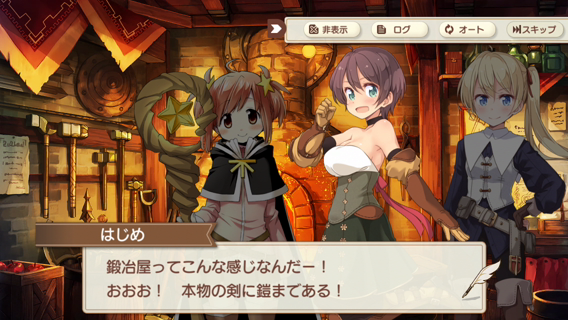 非表示
ログ
オート
スキップ
はじめ
鍛冶屋ってこんな感じなんだー！
おおお！　本物の剣に鎧まである！